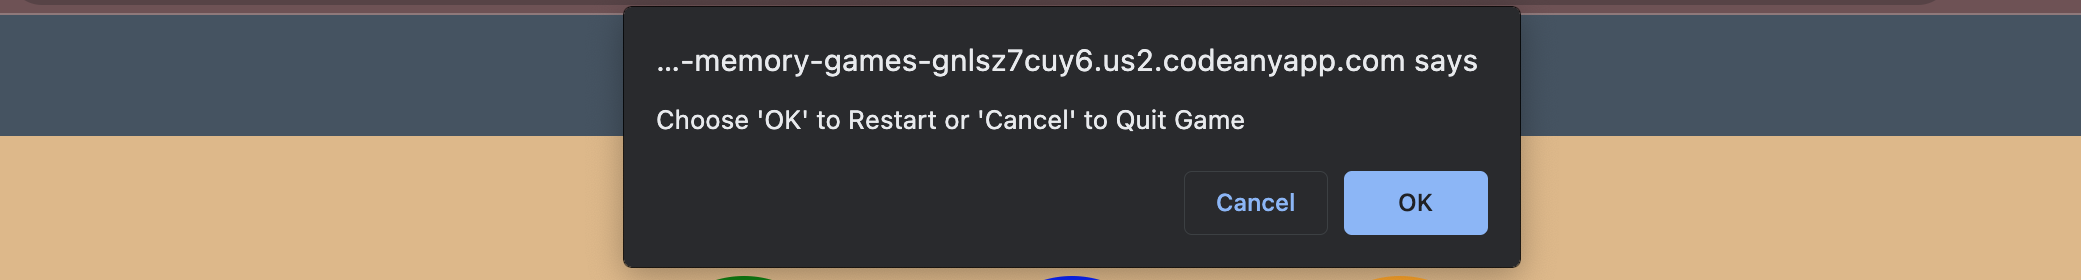 ...-memory-games-gnlsz7cuy6.us2.codeanyapp.com says
Choose 'OK' to Restart or 'Cancel' to Quit Game
Cancel
OK